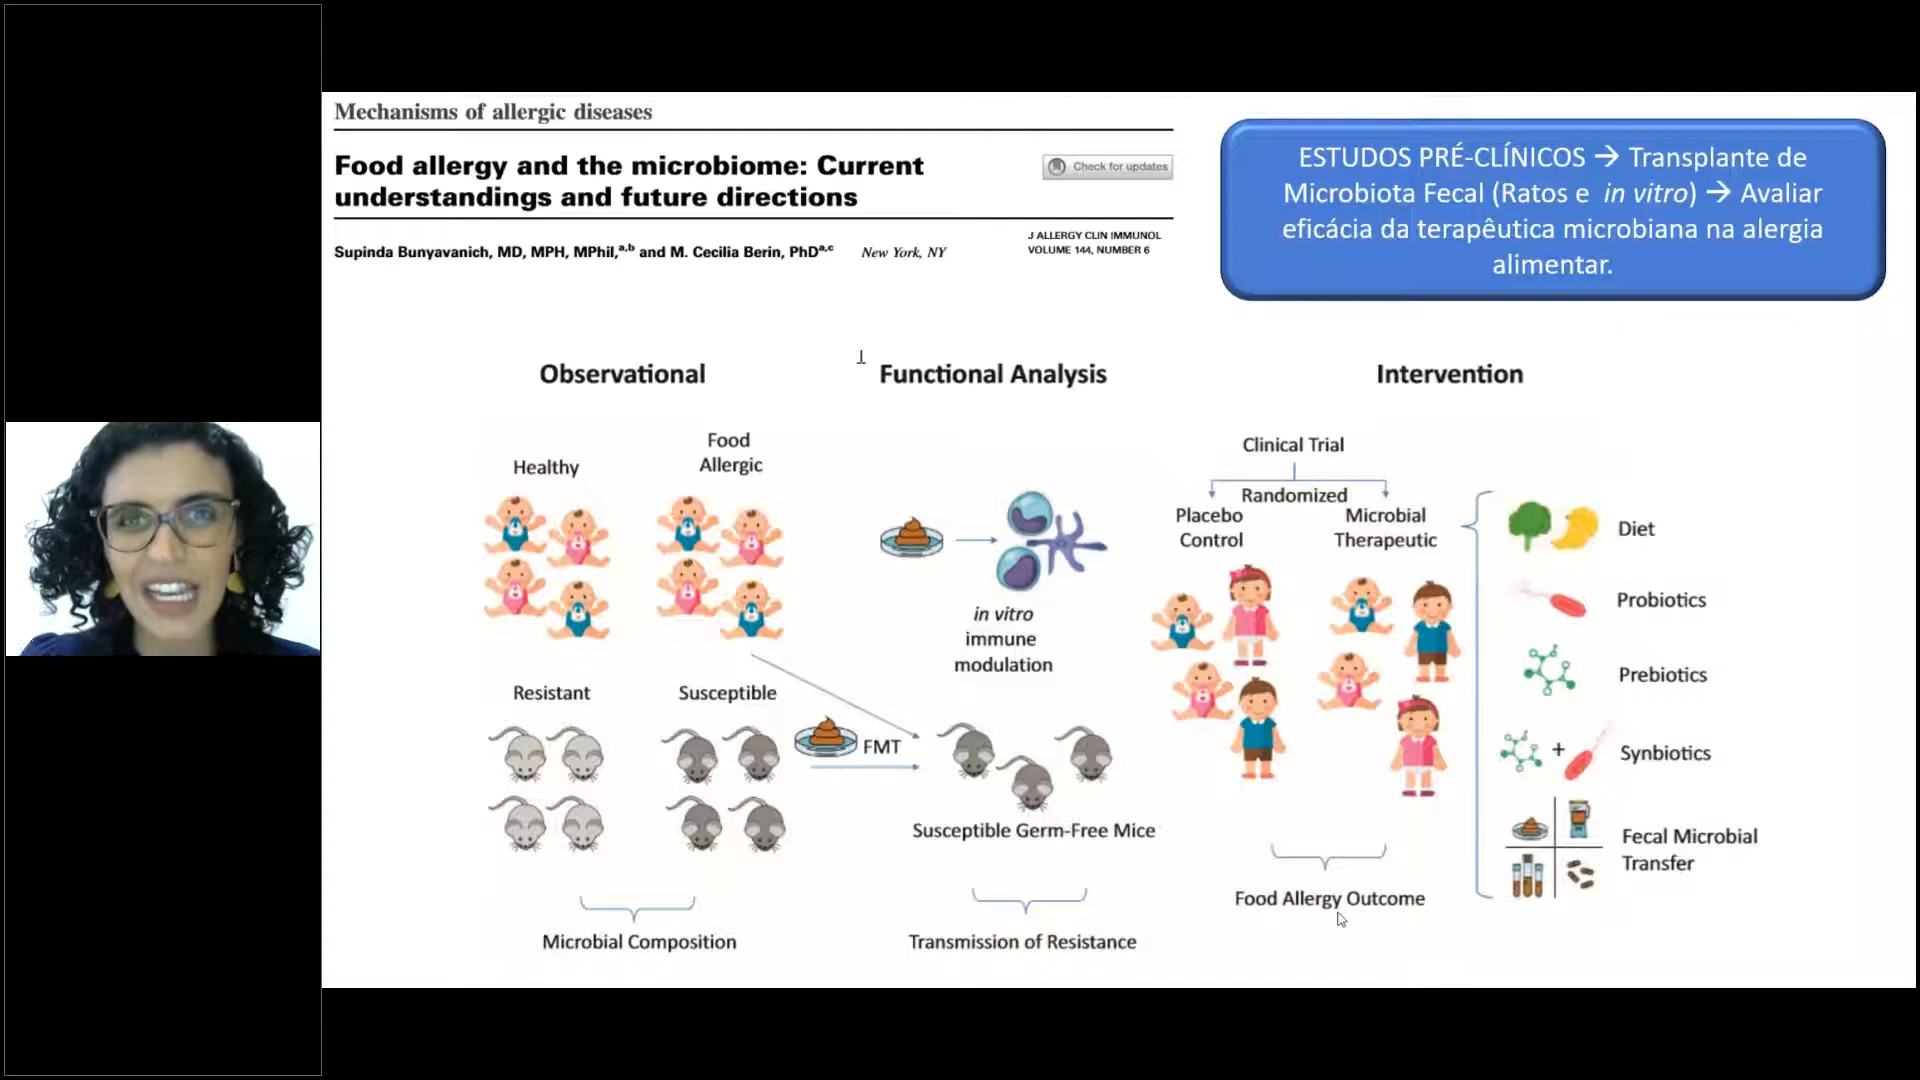 Mechanisms of allergic diseases
Food allergy and the microbiome: Current
understandings and future directions
Check for updates
Supinda Bunyavanich, MD, MPH, MPhil,a,b and M. Cecilia Berin, PhDa,c New York, NY
J ALLERGY CLIN IMMUNOL
VOLUME 144, NUMBER 6
ESTUDOS PRÉ-CLÍNICOS → Transplante de
Microbiota Fecal (Ratos e in vitro) → Avaliar
eficácia da terapêutica microbiana na alergia
alimentar.
Observational
Healthy
Food
Allergic
Resistant
Susceptible
Microbial Composition
Functional Analysis
in vitro
immune
modulation
FMT
Susceptible Germ-Free Mice
Transmission of Resistance
Intervention
Clinical Trial
Randomized
Placebo
Control
Microbial
Therapeutic
Food Allergy Outcome
Diet
Probiotics
Prebiotics
+
Synbiotics
Fecal Microbial
Transfer